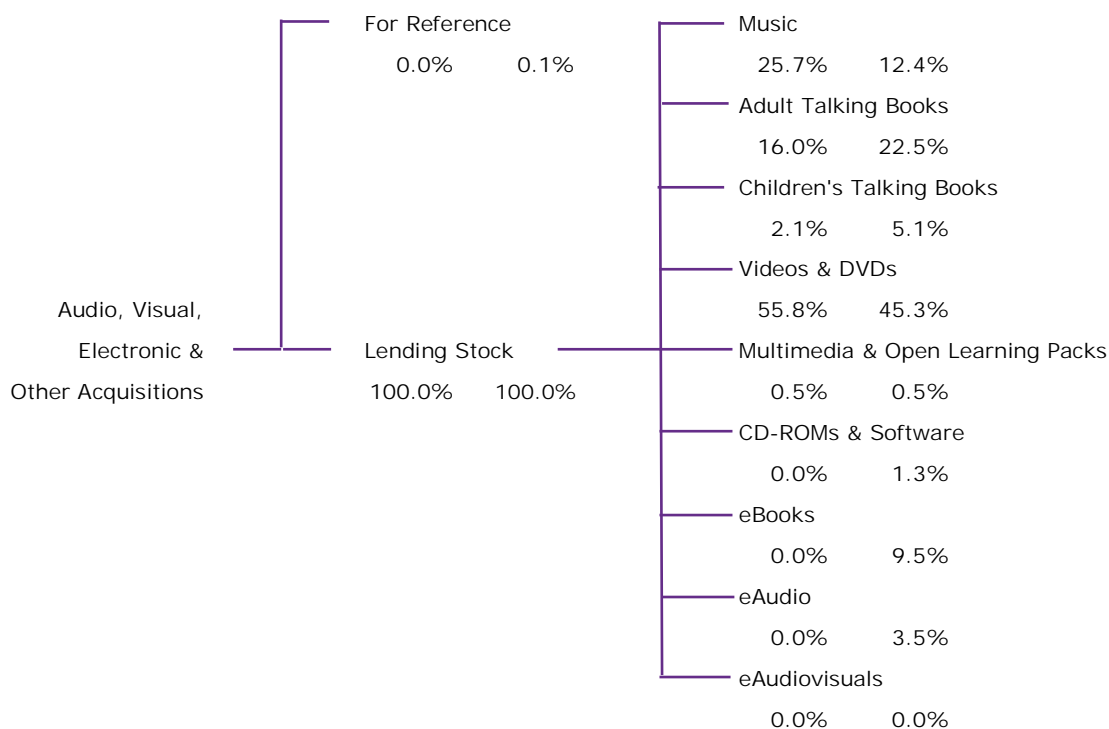 For Reference
0.0% 0.1%
Audio, Visual,
Electronic &
Other Acquisitions
Lending Stock
100.0% 100.0%
Music
25.7% 12.4%
Adult Talking Books
16.0% 22.5%
Children's Talking Books
2.1% 5.1%
Videos & DVDs
55.8% 45.3%
Multimedia & Open Learning Packs
0.5% 0.5%
CD-ROMs & Software
0.0% 1.3%
eBooks
0.0% 9.5%
eAudio
0.0% 3.5%
eAudiovisuals
0.0% 0.0%